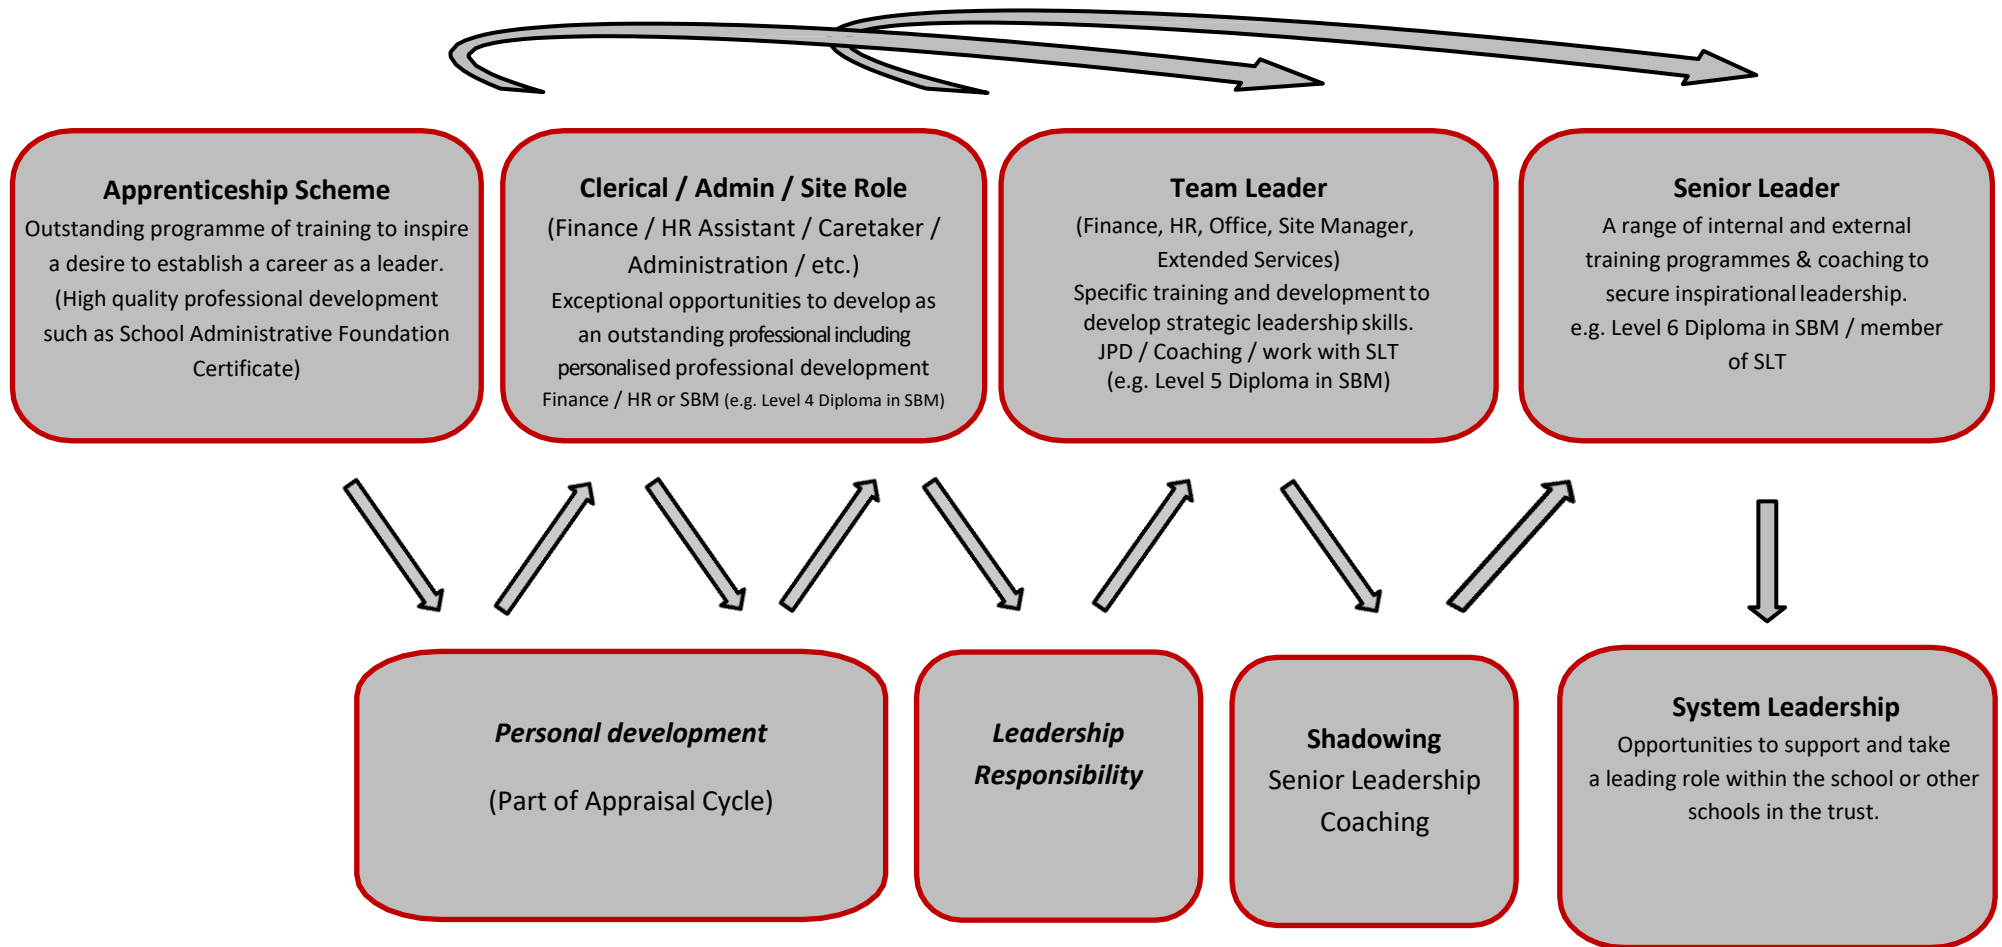 Apprenticeship Scheme
Outstanding programme of training to inspire
a desire to establish a career as a leader.
(High quality professional development
such as School Administrative Foundation
Certificate)
Clerical / Admin / Site Role
(Finance / HR Assistant / Caretaker /
Administration / etc.)
Exceptional opportunities to develop as
an outstanding professional including
personalised professional development
Finance / HR or SBM (e.g. Level 4 Diploma in SBM)
Team Leader
(Finance, HR, Office, Site Manager,
Extended Services)
Specific training and development to
develop strategic leadership skills.
JPD / Coaching / work with SLT
(e.g. Level 5 Diploma in SBM)
Senior Leader
A range of internal and external
training programmes & coaching to
secure inspirational leadership.
e.g. Level 6 Diploma in SBM / member
of SLT
Personal development
(Part of Appraisal Cycle)
Leadership
Responsibility
Shadowing
Senior Leadership
Coaching
System Leadership
Opportunities to support and take
a leading role within the school or other
schools in the trust.